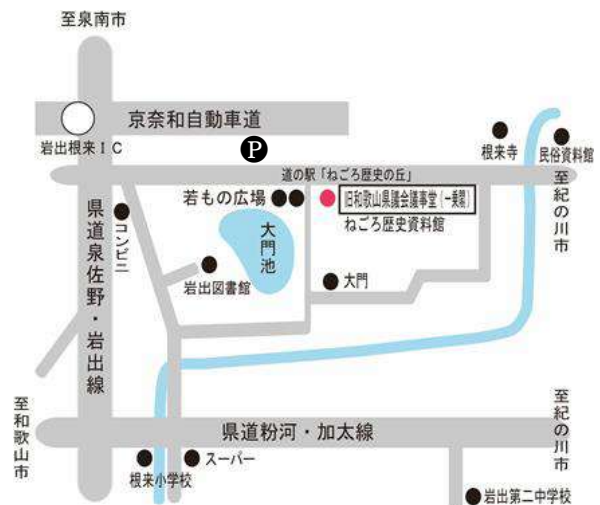 至泉南市
京奈和自動車道
岩出根来IC
P
根来寺
民俗資料館
道の駅「ねごろ歴史の丘」
至紀の川市
若もの広場
旧和歌山県議会議事堂(一乗閣)
ねごろ歴史資料館
コンビニ
大門池
県道泉佐野・岩出線
岩出図書館
大門
至和歌山市
県道粉河・加太線
至紀の川市
根来小学校
スーパー
岩出第二中学校